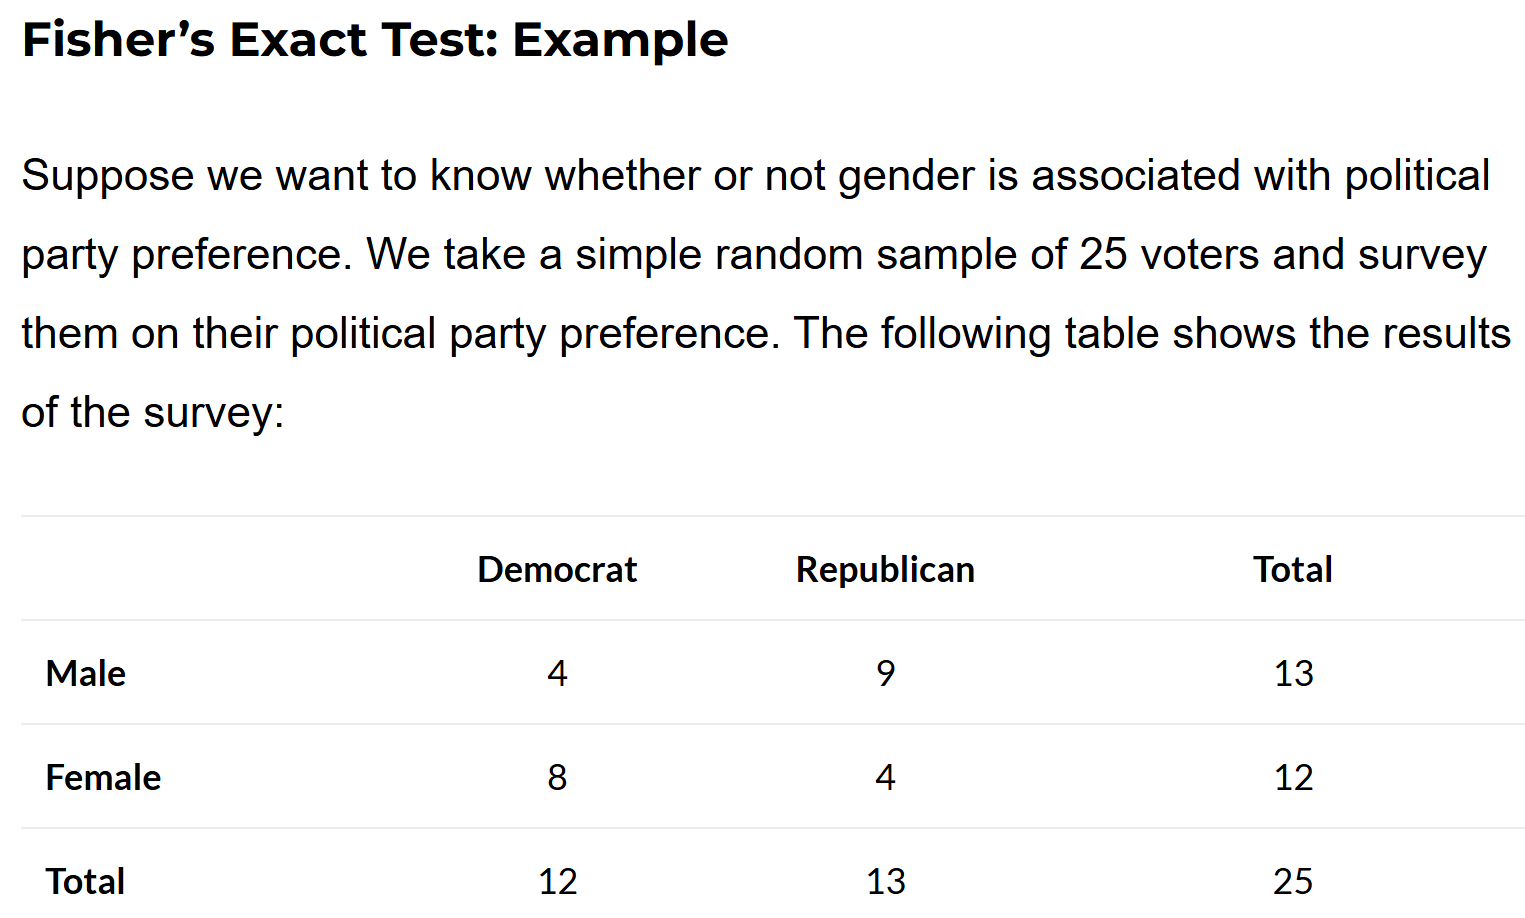 Fisher’s Exact Test: Example
Suppose we want to know whether or not gender is associated with political
party preference. We take a simple random sample of 25 voters and survey
them on their political party preference. The following table shows the results
of the survey:
Democrat Republican Total
Male 4 9 13
Female 8 4 12
Total 12 13 25